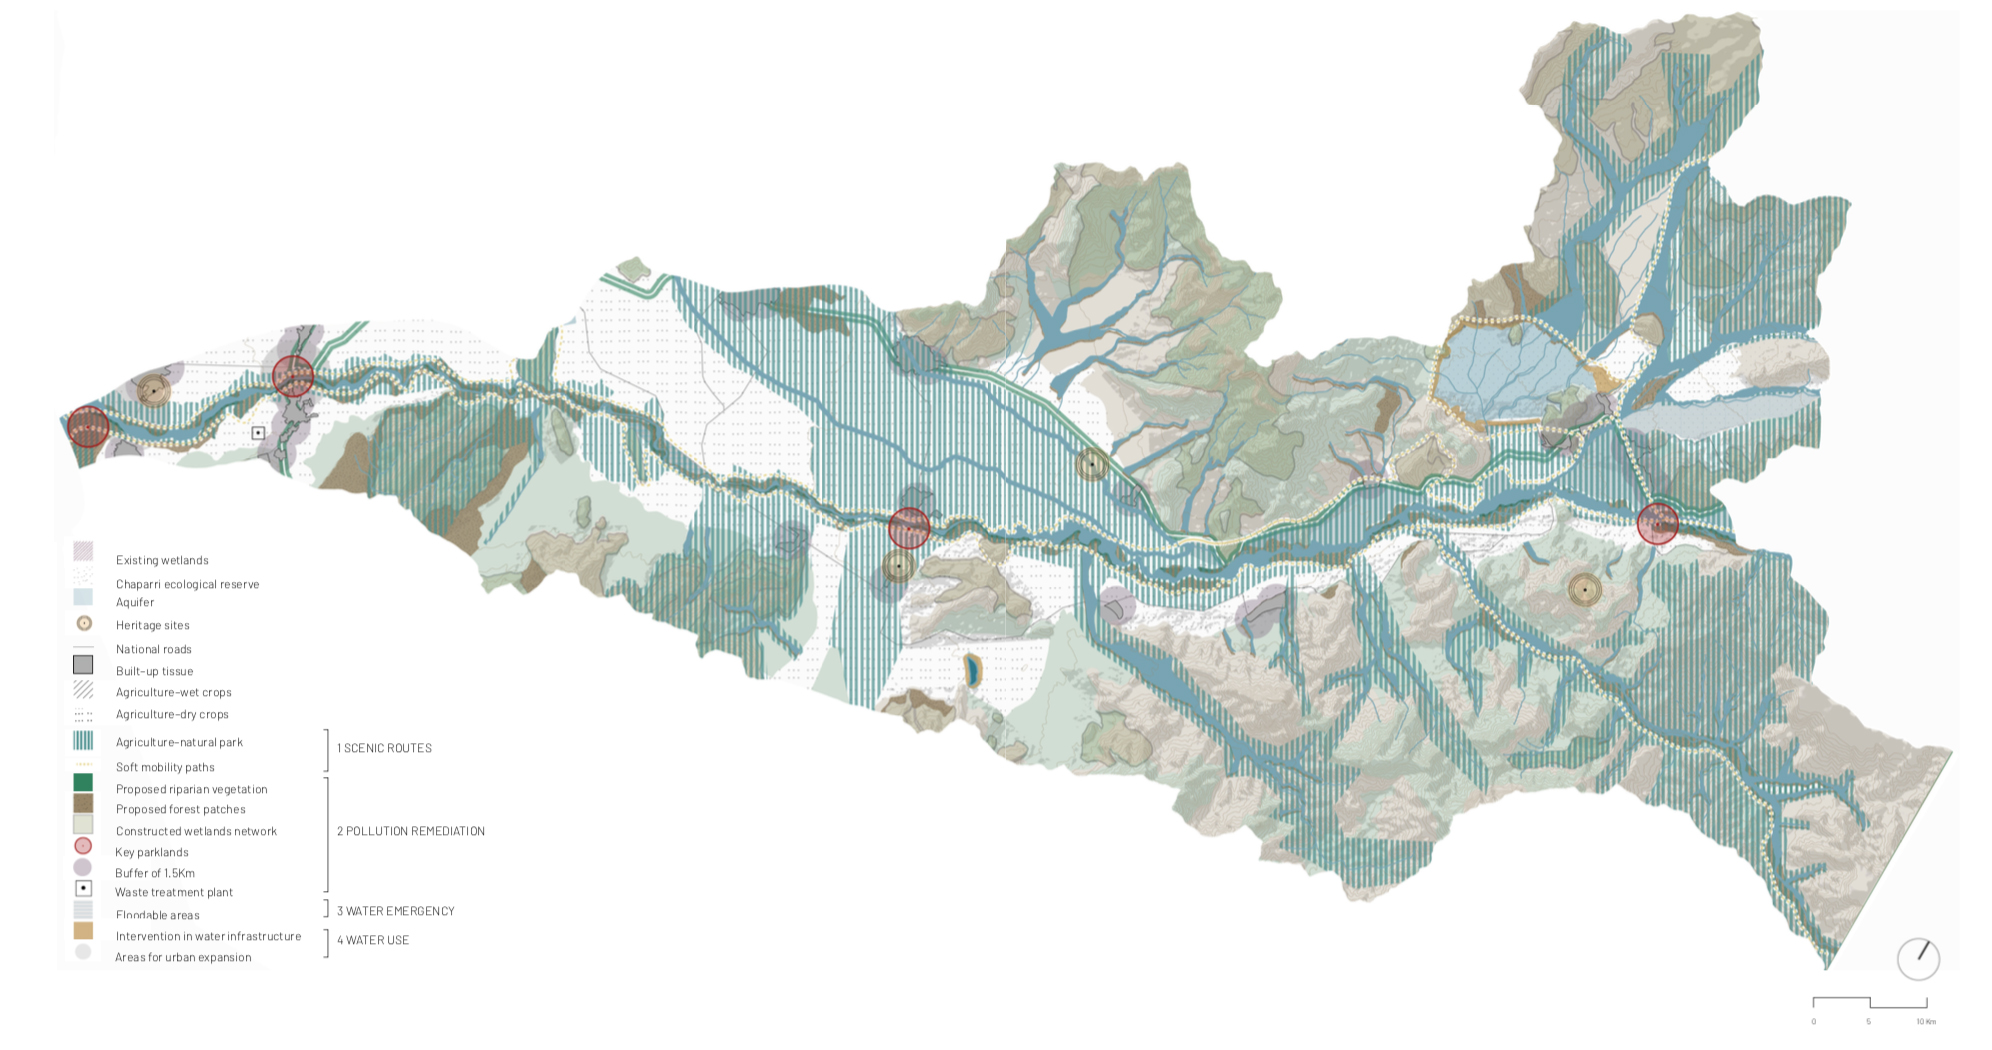 Existing wetlands
Chaparri ecological reserve
Aquifer
Heritage sites
National roads
Built-up tissue
Agriculture-wet crops
Agriculture-dry crops
Agriculture-natural park
Soft mobility paths
Proposed riparian vegetation
Proposed forest patches
Constructed wetlands network
Key parklands
Buffer of 1.5Km
Waste treatment plant
Floodable areas
Intervention in water infrastructure
Areas for urban expansion
1 SCENIC ROUTES
2 POLLUTION REMEDIATION
3 WATER EMERGENCY
4 WATER USE
0 5 10 Km